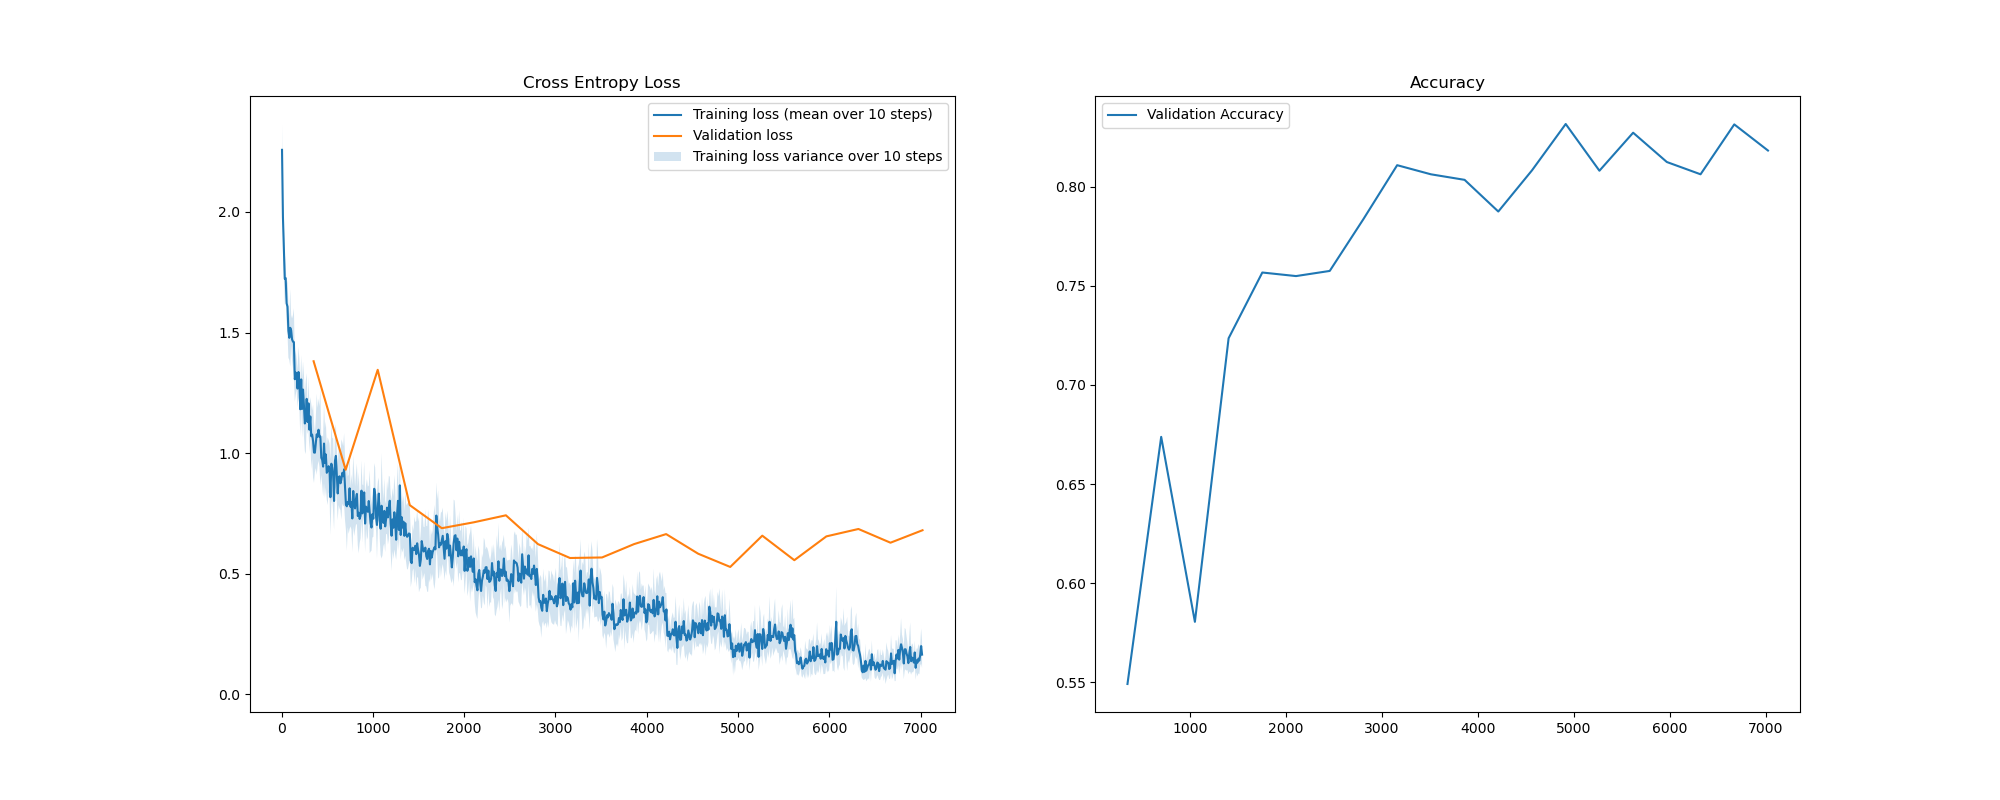 Cross Entropy Loss
Training loss (mean over 10 steps)
Validation loss
Training loss variance over 10 steps
2.0
1.5
1.0
0.5
0.0
0 1000 2000 3000 4000 5000 6000 7000
Accuracy
Validation Accuracy
0.80
0.75
0.70
0.65
0.60
0.55
1000 2000 3000 4000 5000 6000 7000